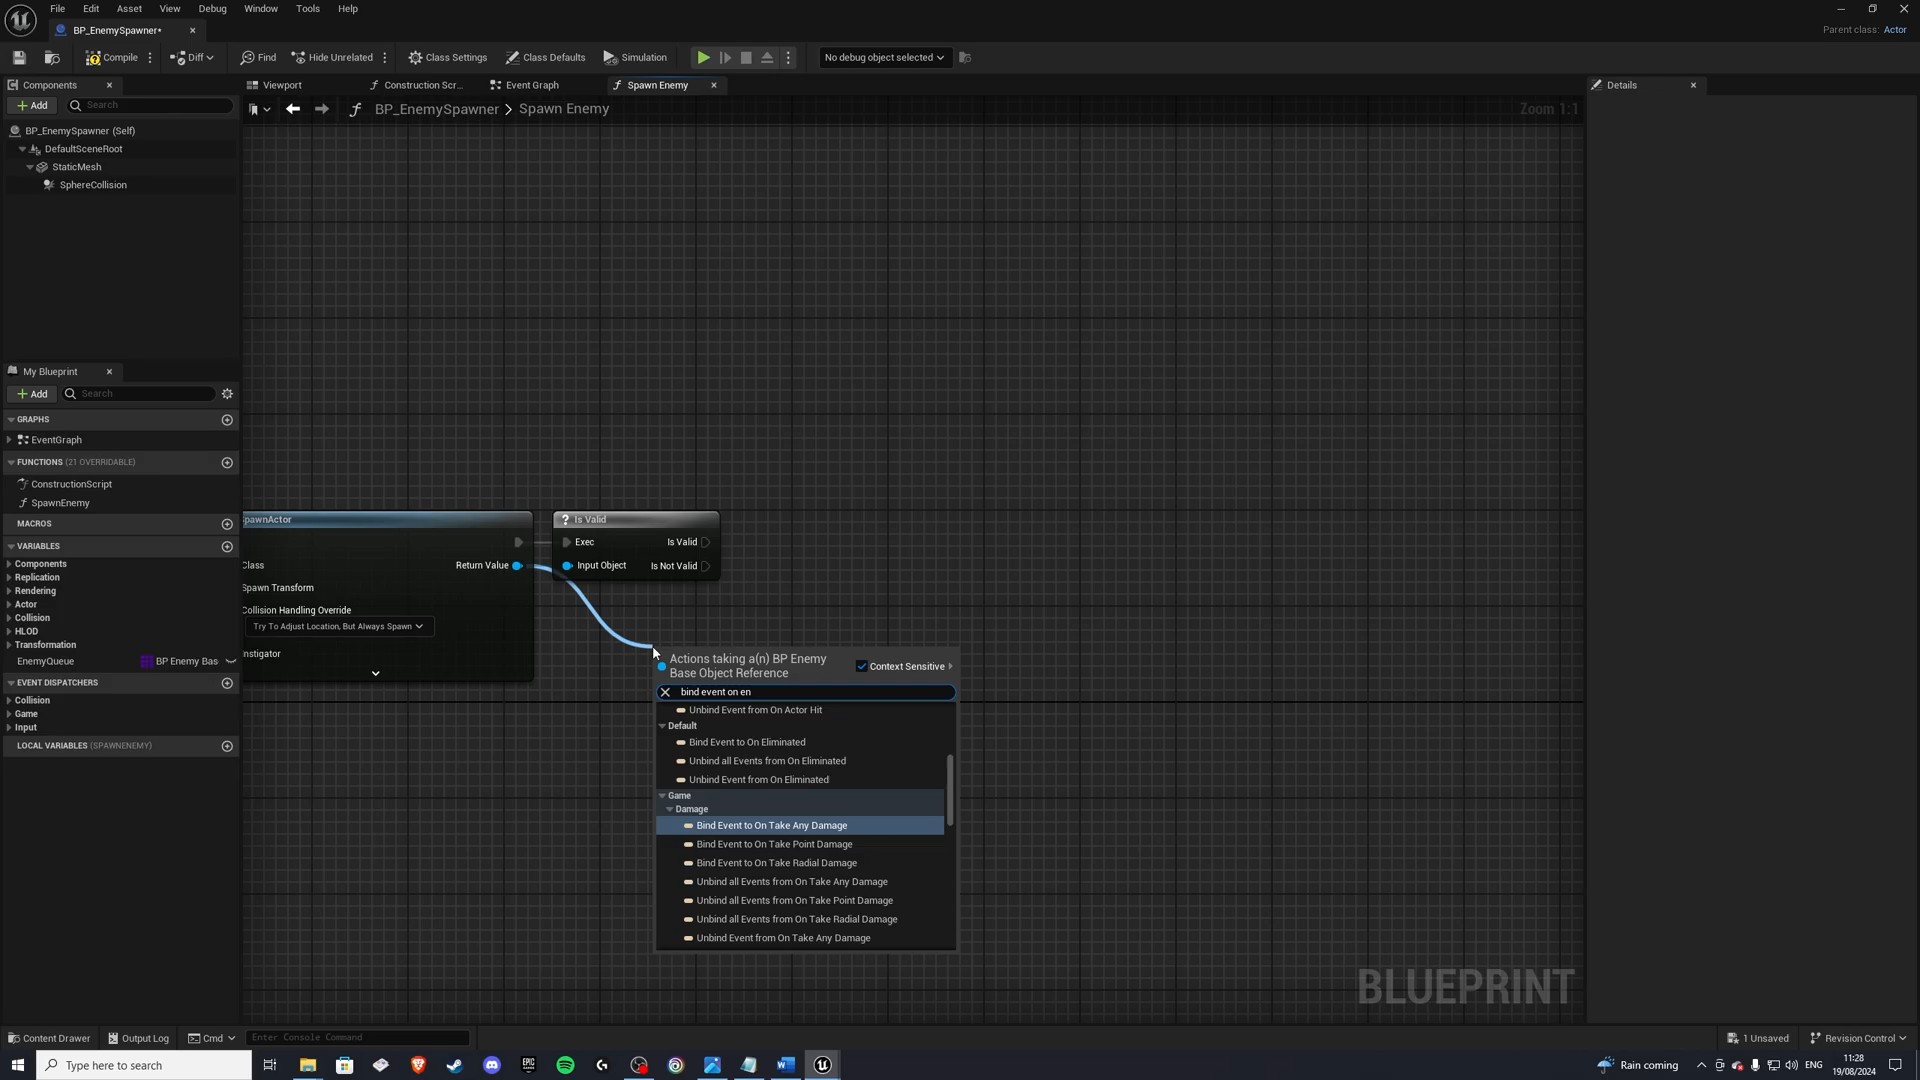 File Edit Asset View Debug Window Tools Help
BP_EnemySpawner*
Parent class: Actor
Compile
Diff
Find
Hide Unrelated
Class Settings
Class Defaults
Simulation
No debug object selected
Components
Add
Search
BP_EnemySpawner (Self)
DefaultSceneRoot
StaticMesh
SphereCollision
Viewport
Construction Scr...
Event Graph
Spawn Enemy
BP_EnemySpawner > Spawn Enemy
Zoom 1:1
Details
My Blueprint
Add
Search
GRAPHS
EventGraph
FUNCTIONS (21 OVERRIDABLE)
ConstructionScript
SpawnEnemy
MACROS
VARIABLES
Components
Replication
Rendering
Actor
Collision
HLOD
Transformation
EnemyQueue
BP Enemy Bas
EVENT DISPATCHERS
Collision
Game
Input
LOCAL VARIABLES (SPAWNENEMY)
SpawnActor
Class
Return Value
Spawn Transform
Collision Handling Override
Try To Adjust Location, But Always Spawn
Instigator
? Is Valid
Exec
Is Valid
Input Object
Is Not Valid
Actions taking a(n) BP Enemy
Base Object Reference
Context Sensitive
bind event on en
Unbind Event from On Actor Hit
Default
Bind Event to On Eliminated
Unbind all Events from On Eliminated
Unbind Event from On Eliminated
Game
Damage
Bind Event to On Take Any Damage
Bind Event to On Take Point Damage
Bind Event to On Take Radial Damage
Unbind all Events from On Take Any Damage
Unbind all Events from On Take Point Damage
Unbind all Events from On Take Radial Damage
Unbind Event from On Take Any Damage
BLUEPRINT
Content Drawer
Output Log
Cmd
Enter Console Command
1 Unsaved
Revision Control
Type here to search
Rain coming
ENG
11:28
19/08/2024